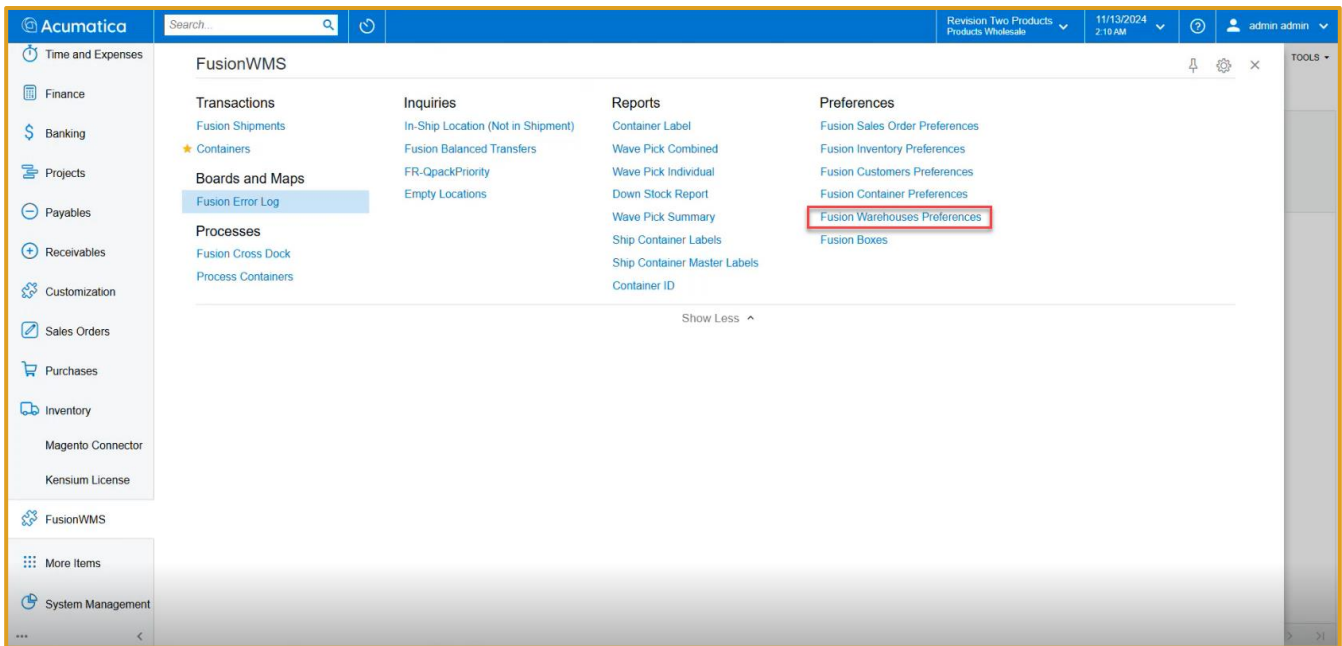 Acumatica
Search...
Revision Two Products
Products Wholesale
11/13/2024
2:10 AM
admin admin
TOOLS
Time and Expenses
Finance
Banking
Projects
Payables
Receivables
Customization
Sales Orders
Purchases
Inventory
Magento Connector
Kensium License
FusionWMS
More Items
System Management
FusionWMS
Transactions
Fusion Shipments
Containers
Boards and Maps
Fusion Error Log
Processes
Fusion Cross Dock
Process Containers
Inquiries
In-Ship Location (Not in Shipment)
Fusion Balanced Transfers
FR-QpackPriority
Empty Locations
Reports
Container Label
Wave Pick Combined
Wave Pick Individual
Down Stock Report
Wave Pick Summary
Ship Container Labels
Ship Container Master Labels
Container ID
Preferences
Fusion Sales Order Preferences
Fusion Inventory Preferences
Fusion Customers Preferences
Fusion Container Preferences
Fusion Warehouses Preferences
Fusion Boxes
Show Less